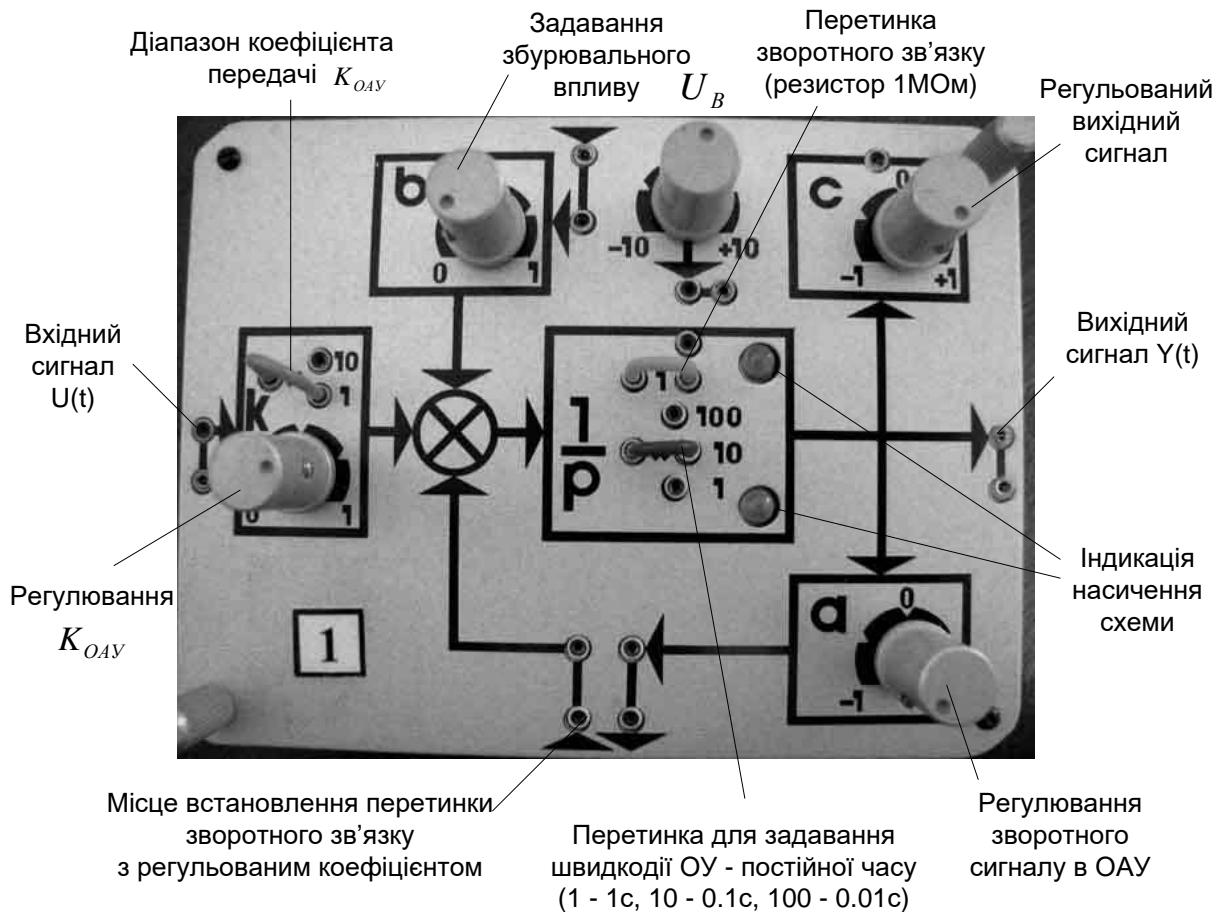 Діапазон коефіцієнта
передачі K_ОАУ
Задавання
збурювального
впливу U_B
Перетинка
зворотного зв'язку
(резистор 1МОм)
Регульований
вихідний
сигнал
b
0 1
-10 +10
c
0
-1 +1
Вхідний
сигнал
U(t)
k
10
1
0 1
1
p
1
100
10
1
Вихідний
сигнал Y(t)
Регулювання
K_ОАУ
1
a
0
-1
Індикація
насичення
схеми
Місце встановлення перетинки
зворотного зв'язку
з регульованим коефіцієнтом
Перетинка для задавання
швидкодії ОУ - постійної часу
(1 - 1с, 10 - 0.1с, 100 - 0.01с)
Регулювання
зворотного
сигналу в ОАУ